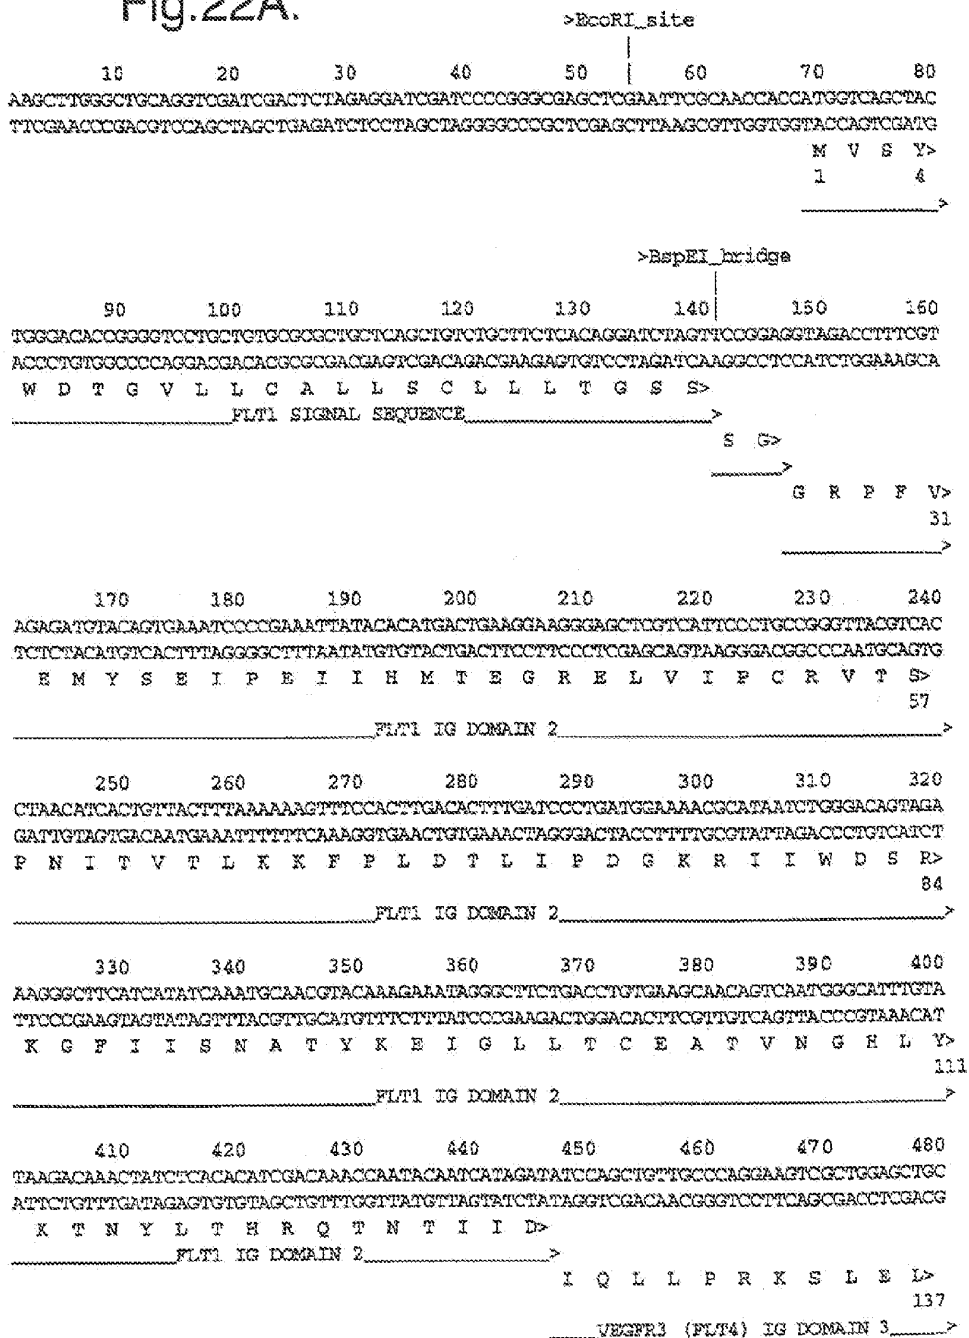 Fig.22A.
>EcoRI_site
10 20 30 40 50 60 70 80
AAGCTTGGGCTGCAGGTCGATCGACTCTAGAGGATCGATCCCCGGGCGAGCTCGAATTCGCAACCACCATGGTCAGCTAC
TTCGAACCCGACGTCCAGCTAGCTGAGATCTCCTAGCTAGGGGCCCGCTCGAGCTTAAGCGTTGGTGGTACCAGTCGATG
M V S Y>
1 4
>
>BspEI_bridge
90 100 110 120 130 140 150 160
TGGGACACCGGGGTCCTGCTGTGCGCGCTGCTCAGCTGTCTGCTTCTCACAGGATCTAGTTCCGGAGGTAGACCTTTCGT
ACCCTGTGGCCCCAGGACGACACGCGCGACGAGTCGACAGACGAAGAGTGTCCTAGATCAAGGCCTCCATCTGGAAAGCA
W D T G V L L C A L L S C L L L T G S S>
FLT1 SIGNAL SEQUENCE >
S G>
>
G R P F V>
31
>
170 180 190 200 210 220 230 240
AGAGATGTACAGTGAAATCCCCGAAATTATACACATGACTGAAGGAAGGGAGCTCGTCATTCCCTGCCGGGTTACGTCAC
TCTCTACATGTCACTTTAGGGGCTTTAATATGTGTACTGACTTCCTTCCCTCGAGCAGTAAGGGACGGCCCAATGCAGTG
E M Y S E I P E I I H M T E G R E L V I P C R V T S>
57
FLT1 IG DOMAIN 2 >
250 260 270 280 290 300 310 320
CTAACATCACTGTTACTTTAAAAAAGTTTCCACTTGACACTTTGATCCCTGATGGAAAACGCATAATCTGGGACAGTAGA
GATTGTAGTGACAATGAAATTTTTTCAAAGGTGAACTGTGAAACTAGGGACTACCTTTTGCGTATTAGACCCTGTCATCT
P N I T V T L K K F P L D T L I P D G K R I I W D S R>
84
FLT1 IG DOMAIN 2 >
330 340 350 360 370 380 390 400
AAGGGCTTCATCATATCAAATGCAACGTACAAAGAAATAGGGCTTCTGACCTGTGAAGCAACAGTCAATGGGCATTTGTA
TTCCCGAAGTAGTATAGTTTACGTTGCATGTTTCTTTATCCCGAAGACTGGACACTTCGTTGTCAGTTACCCGTAAACAT
K G F I I S N A T Y K E I G L L T C E A T V N G H L Y>
111
FLT1 IG DOMAIN 2 >
410 420 430 440 450 460 470 480
TAAGACAAACTATCTCACACATCGACAAACCAATACAATCATAGATATCCAGCTGTTGCCCAGGAAGTCGCTGGAGCTGC
ATTCTGTTTGATAGAGTGTGTAGCTGTTTGGTTATGTTAGTATCTATAGGTCGACAACGGGTCCTTCAGCGACCTCGACG
K T N Y L T H R Q T N T I I D>
FLT1 IG DOMAIN 2 >
I Q L L P R K S L E L>
137
VEGFR3 (FLT4) IG DOMAIN 3 >